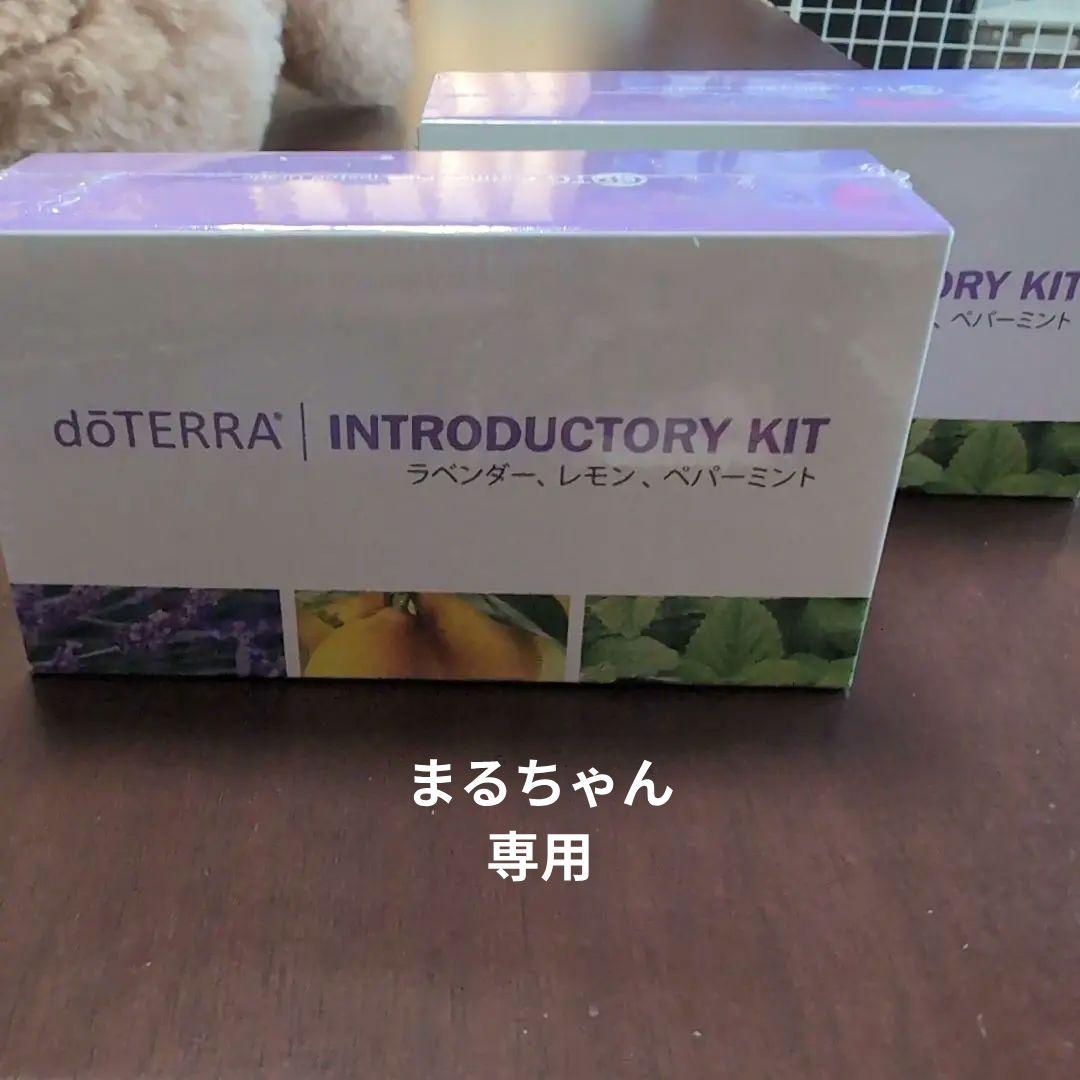 dōTERRA® | INTRODUCTORY KIT
ラベンダー、レモン、ペパーミント
ORY KIT
、ペパーミント
まるちゃん
専用